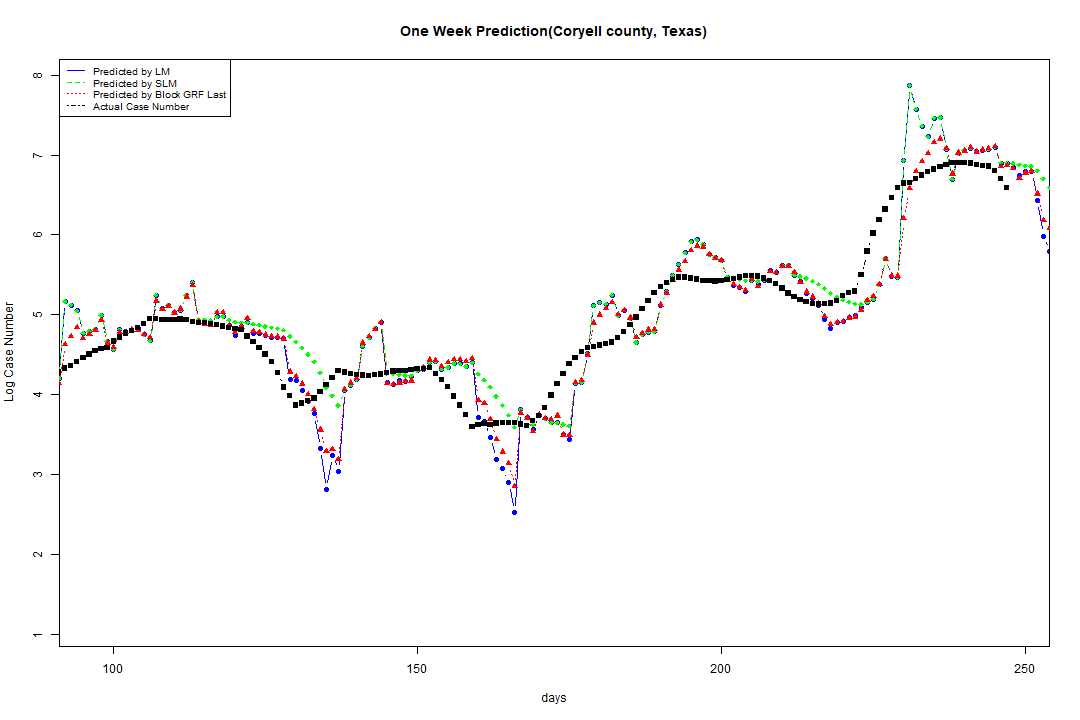 One Week Prediction(Coryell county, Texas)
Predicted by LM
Predicted by SLM
Predicted by Block GRF Last
Actual Case Number
Log Case Number
8
7
6
5
4
3
2
1
100
150
200
250
days